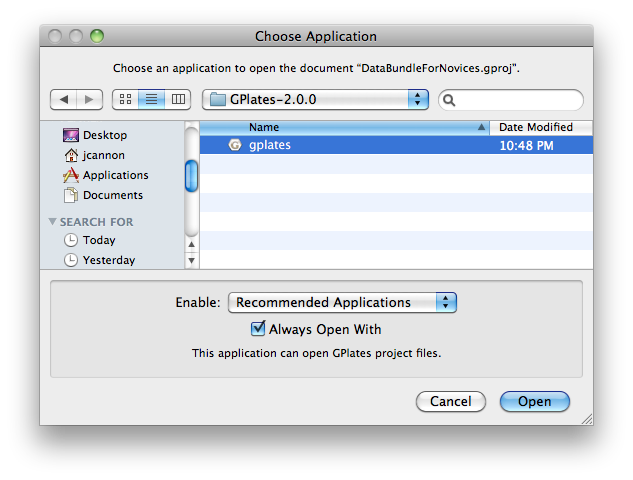 Choose Application
Choose an application to open the document “DataBundleForNovices.gproj”.
GPlates-2.0.0
Desktop
jcannon
Applications
Documents
SEARCH FOR
Today
Yesterday
Name Date Modified
gplates 10:48 PM
Enable: Recommended Applications
Always Open With
This application can open GPlates project files.
Cancel Open